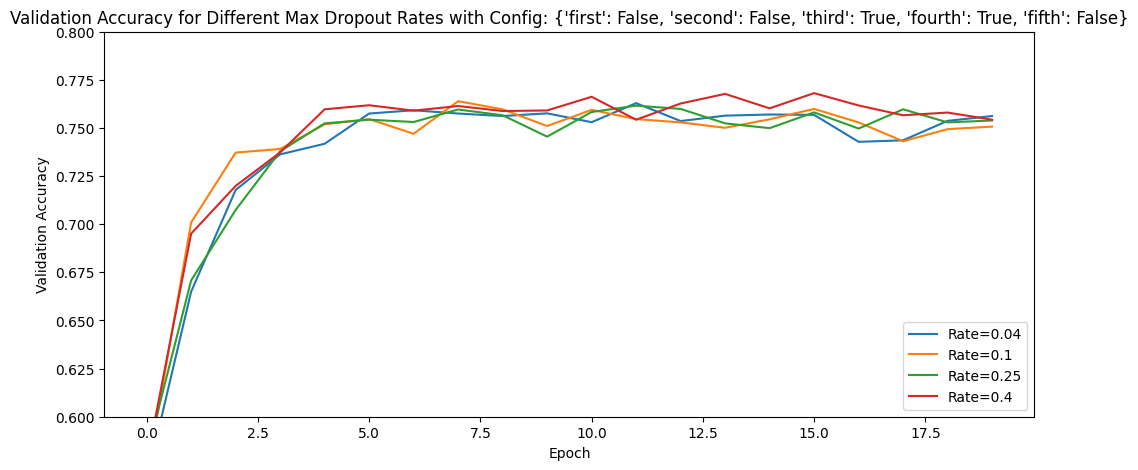 Validation Accuracy for Different Max Dropout Rates with Config: {'first': False, 'second': False, 'third': True, 'fourth': True, 'fifth': False}
Validation Accuracy
0.800
0.775
0.750
0.725
0.700
0.675
0.650
0.625
0.600
Rate=0.04
Rate=0.1
Rate=0.25
Rate=0.4
0.0 2.5 5.0 7.5 10.0 12.5 15.0 17.5
Epoch